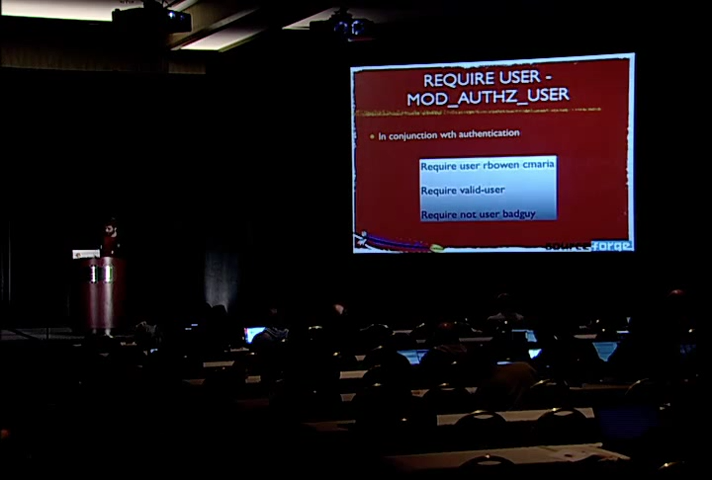 REQUIRE USER -
MOD_AUTHZ_USER
In conjunction wth authentication
Require user rbowen cmaria
Require valid-user
Require not user badguy
sourceforge